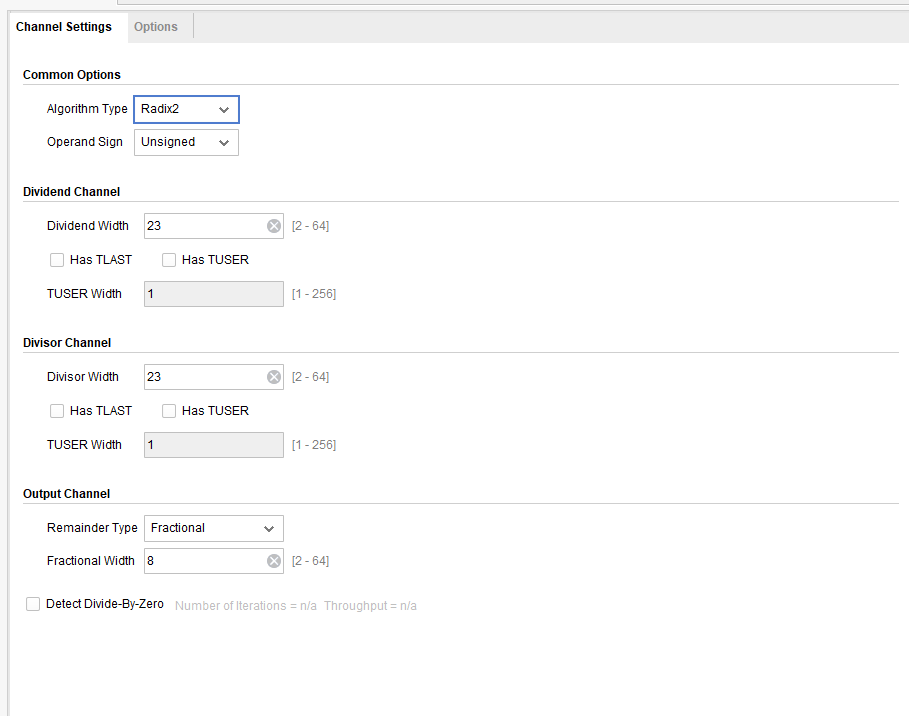 Channel Settings Options
Common Options
Algorithm Type Radix2
Operand Sign Unsigned
Dividend Channel
Dividend Width 23 [2 - 64]
Has TLAST Has TUSER
TUSER Width 1 [1 - 256]
Divisor Channel
Divisor Width 23 [2 - 64]
Has TLAST Has TUSER
TUSER Width 1 [1 - 256]
Output Channel
Remainder Type Fractional
Fractional Width 8 [2 - 64]
Detect Divide-By-Zero Number of Iterations = n/a Throughput = n/a